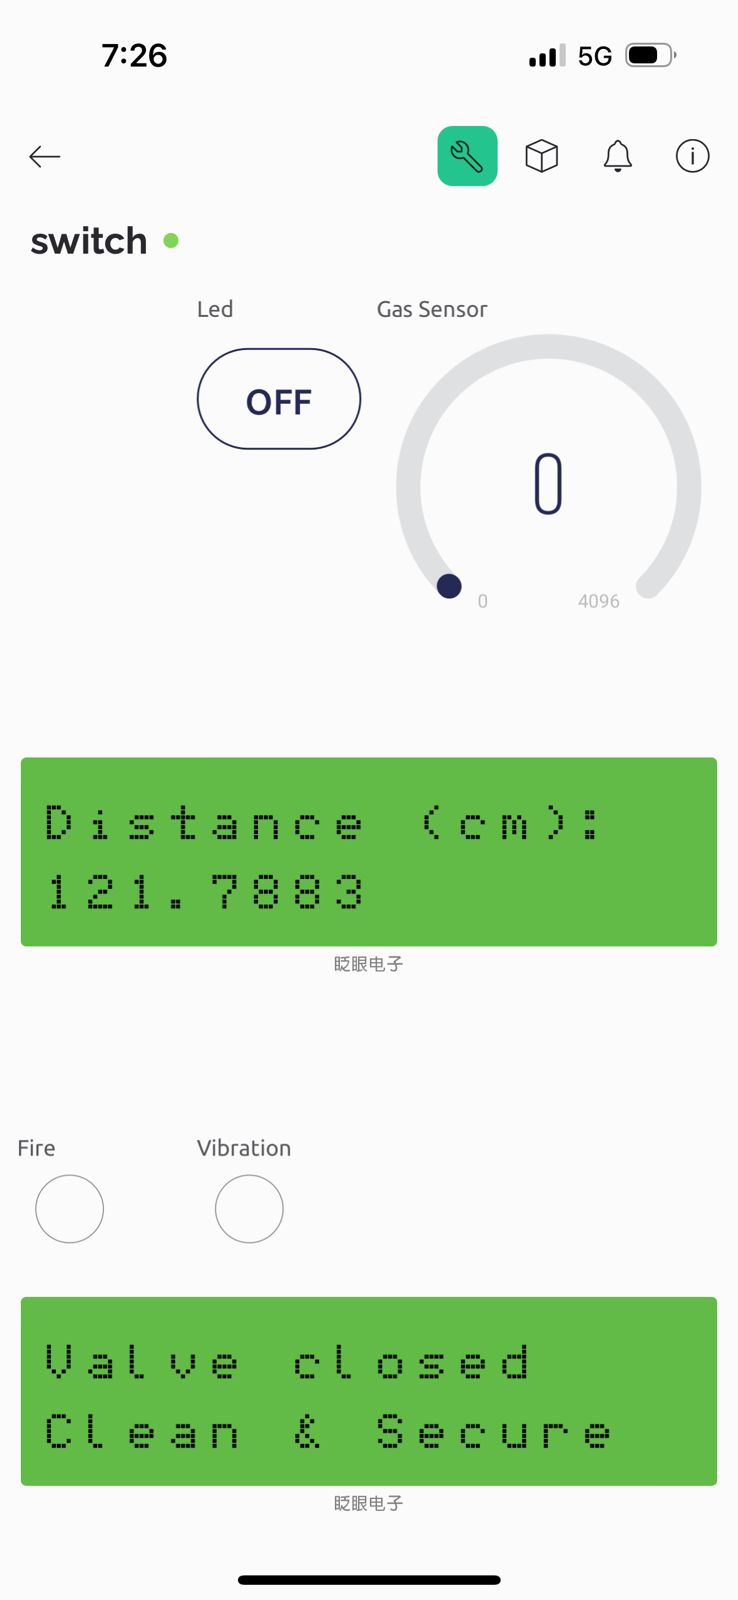 7:26
5G
switch
Led
Gas Sensor
OFF
0
0
4096
Distance (cm):
121.7883
眨眼电子
Fire
Vibration
Valve closed
Clean & Secure
眨眼电子